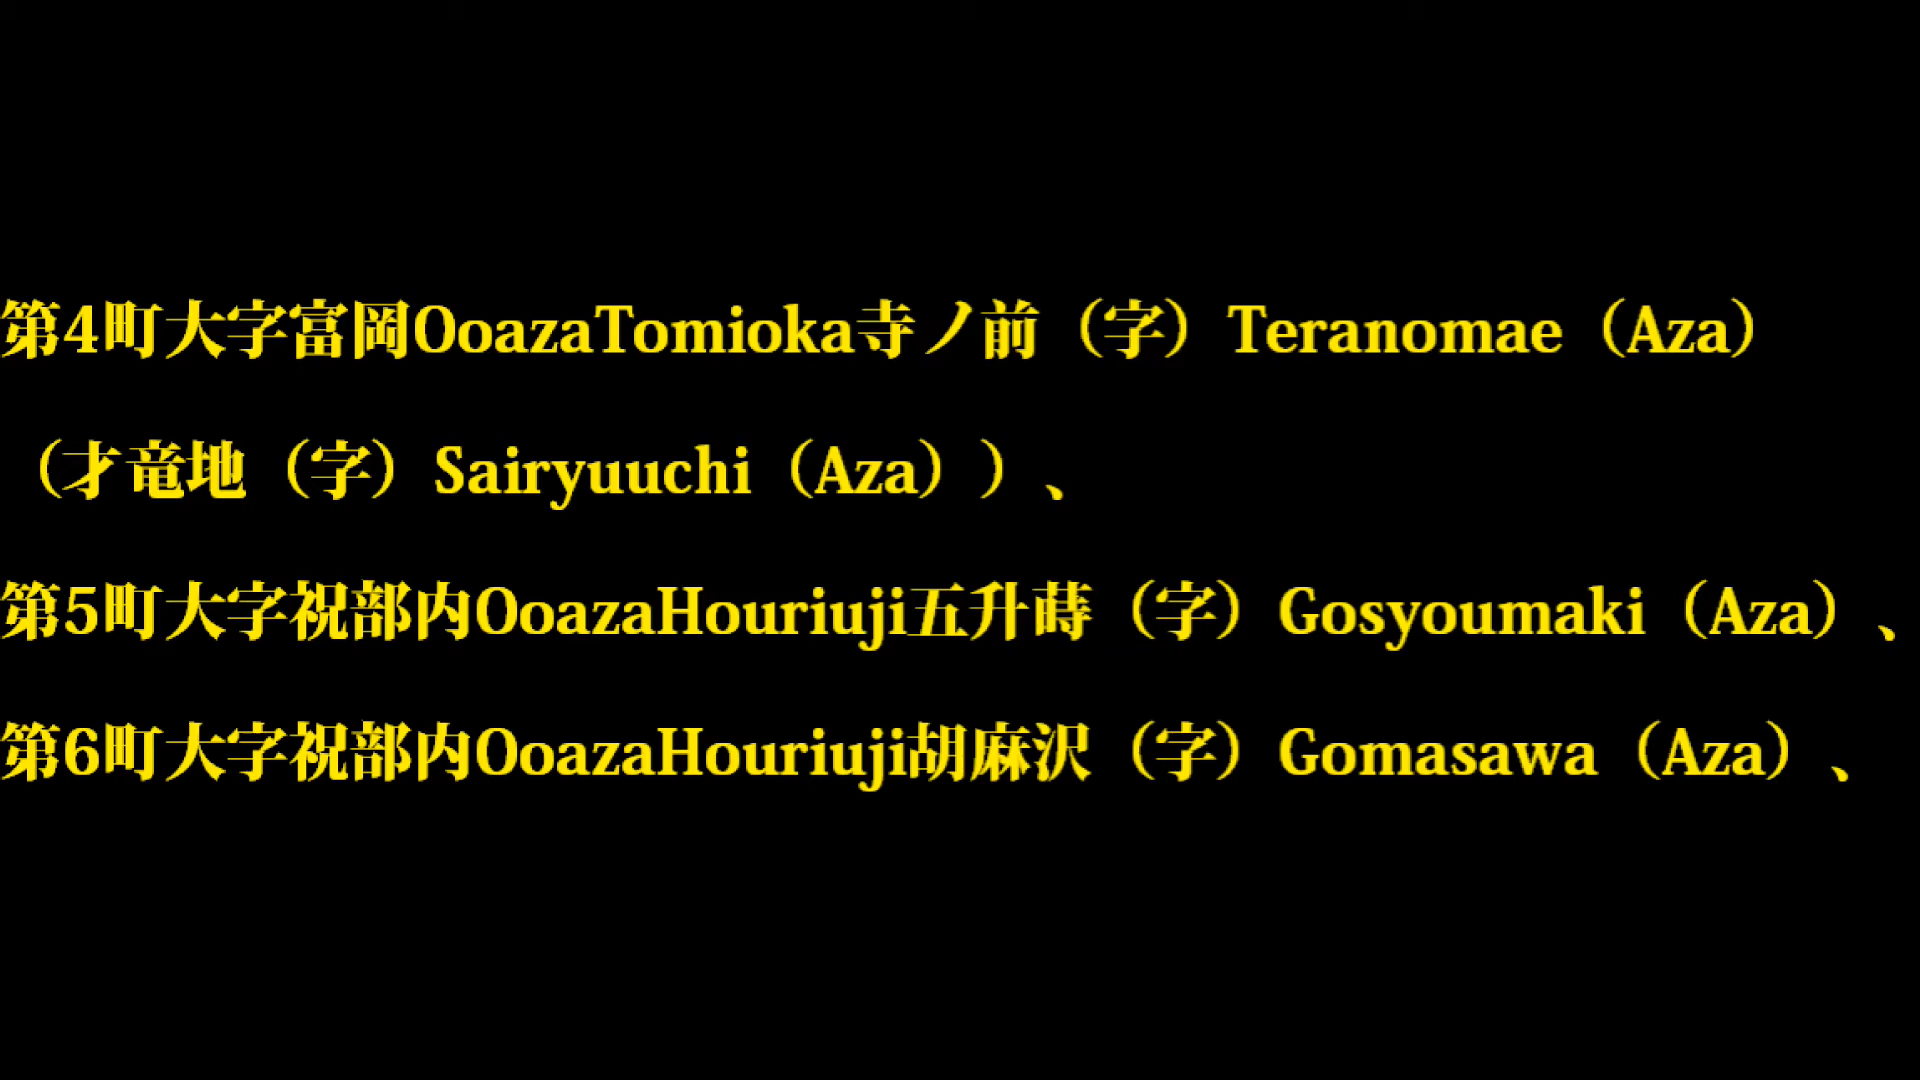 第4町大字富岡OoazaTomioka寺ノ前（字）Teranomae（Aza）
（才竜地（字）Sairyuuchi（Aza））、
第5町大字祝部内OoazaHouriuji五升蒔（字）Gosyoumaki（Aza）、
第6町大字祝部内OoazaHouriuji胡麻沢（字）Gomasawa（Aza）、